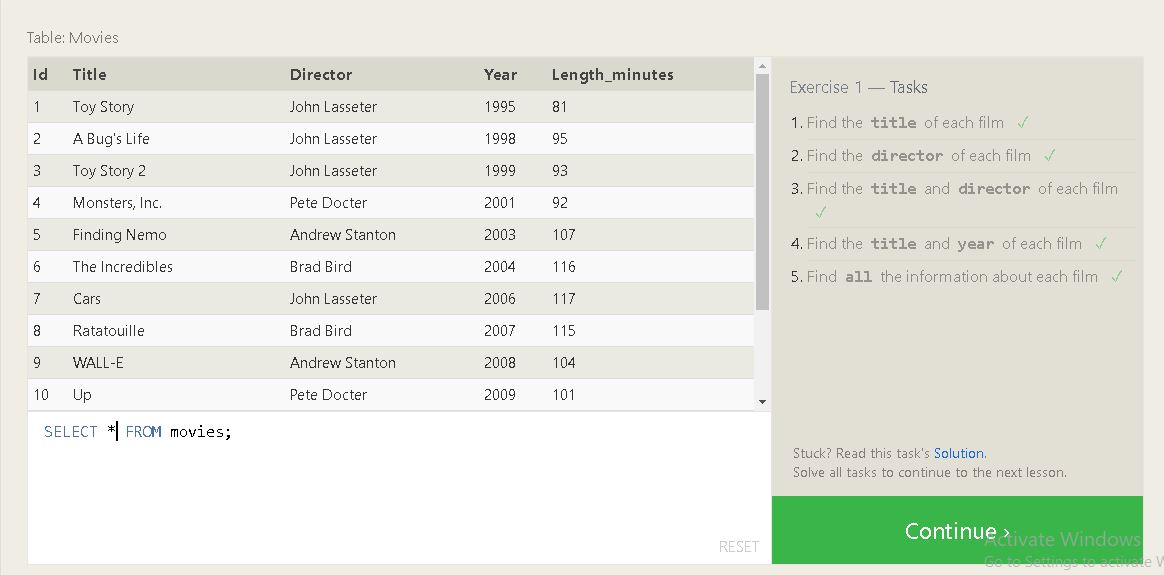 Table: Movies
Id Title Director Year Length_minutes
1 Toy Story John Lasseter 1995 81
2 A Bug's Life John Lasseter 1998 95
3 Toy Story 2 John Lasseter 1999 93
4 Monsters, Inc. Pete Docter 2001 92
5 Finding Nemo Andrew Stanton 2003 107
6 The Incredibles Brad Bird 2004 116
7 Cars John Lasseter 2006 117
8 Ratatouille Brad Bird 2007 115
9 WALL-E Andrew Stanton 2008 104
10 Up Pete Docter 2009 101
SELECT * FROM movies;
RESET
Exercise 1 — Tasks
1. Find the title of each film ✓
2. Find the director of each film ✓
3. Find the title and director of each film
✓
4. Find the title and year of each film ✓
5. Find all the information about each film ✓
Stuck? Read this task's Solution.
Solve all tasks to continue to the next lesson.
Continue ›
Activate Windows
Go to Settings to activate W